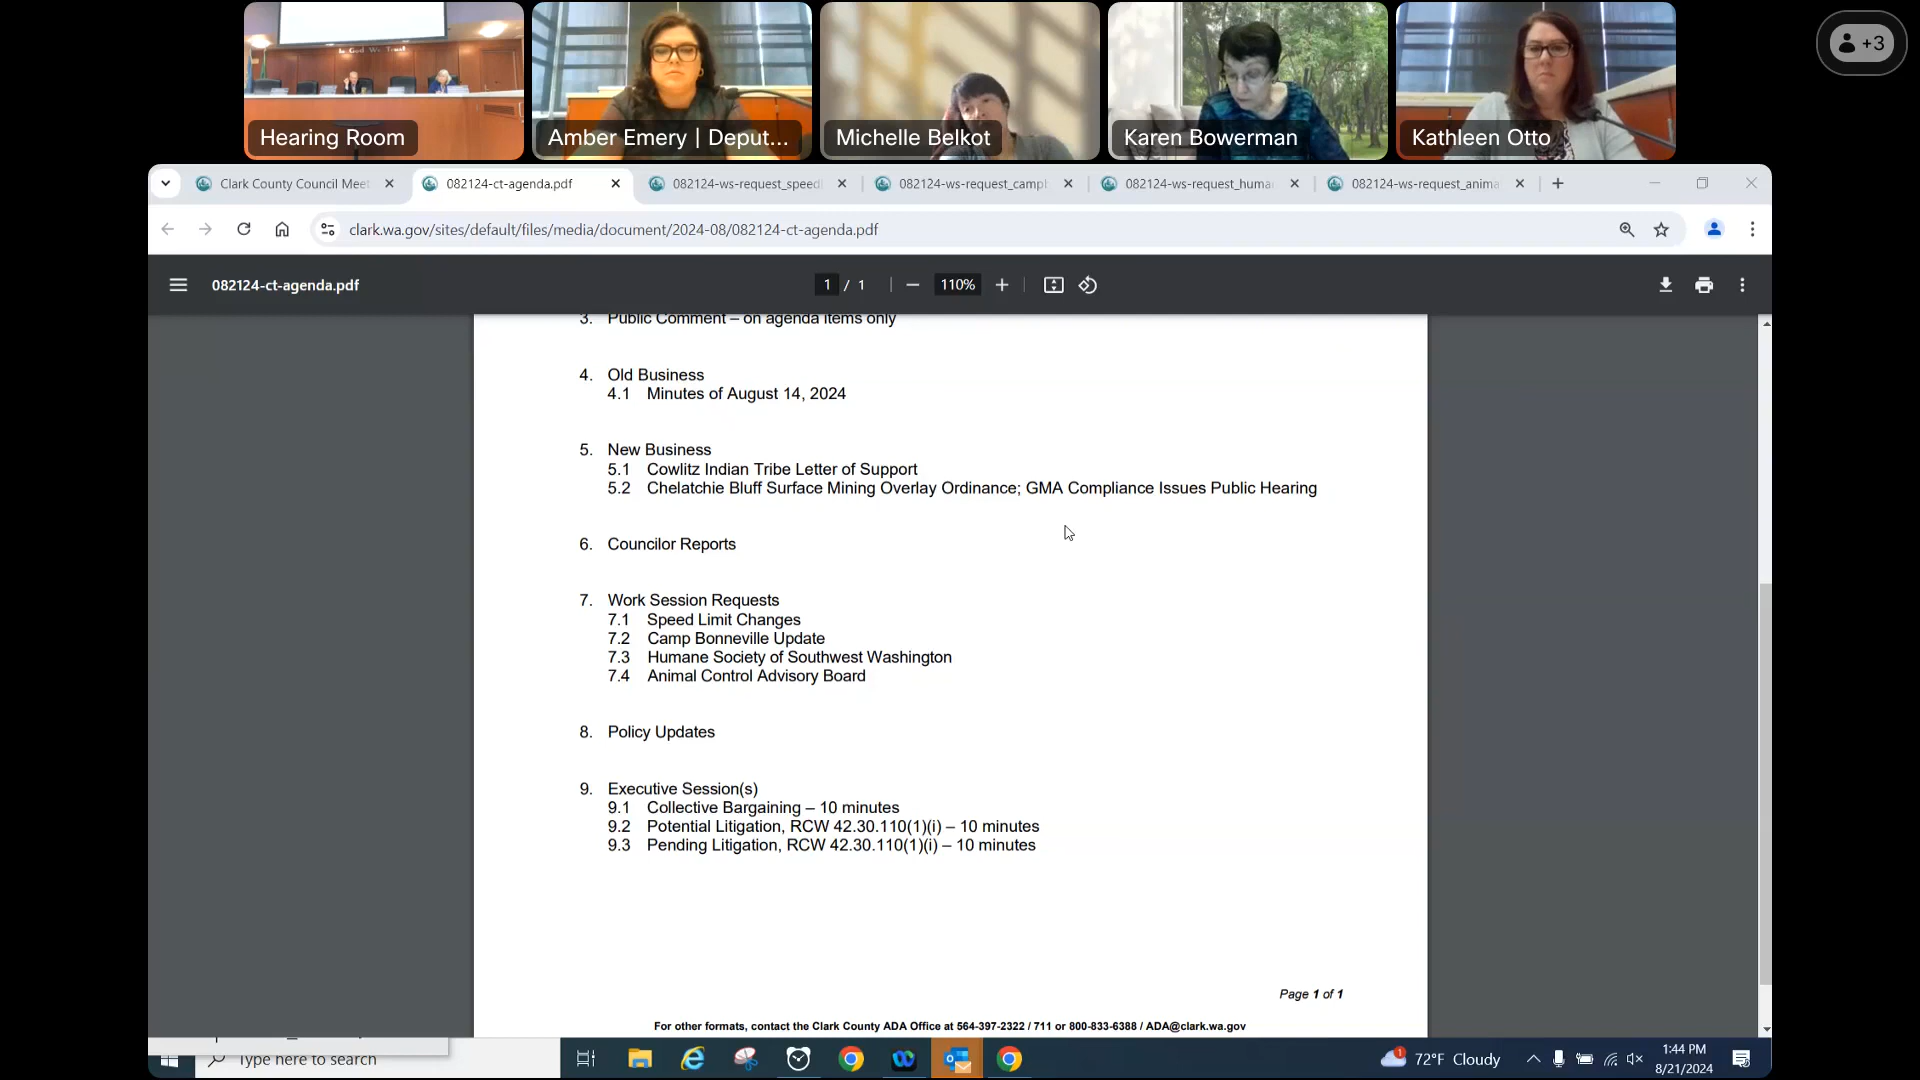 In God We Trust
Hearing Room
Amber Emery | Deput...
Michelle Belkot
Karen Bowerman
Kathleen Otto
+3
Clark County Council Meet
082124-ct-agenda.pdf
082124-ws-request_speed
082124-ws-request_camp
082124-ws-request_huma
082124-ws-request_anima
clark.wa.gov/sites/default/files/media/document/2024-08/082124-ct-agenda.pdf
082124-ct-agenda.pdf
1 / 1
110%
3. Public Comment – on agenda items only
4. Old Business
4.1 Minutes of August 14, 2024
5. New Business
5.1 Cowlitz Indian Tribe Letter of Support
5.2 Chelatchie Bluff Surface Mining Overlay Ordinance; GMA Compliance Issues Public Hearing
6. Councilor Reports
7. Work Session Requests
7.1 Speed Limit Changes
7.2 Camp Bonneville Update
7.3 Humane Society of Southwest Washington
7.4 Animal Control Advisory Board
8. Policy Updates
9. Executive Session(s)
9.1 Collective Bargaining – 10 minutes
9.2 Potential Litigation, RCW 42.30.110(1)(i) – 10 minutes
9.3 Pending Litigation, RCW 42.30.110(1)(i) – 10 minutes
Page 1 of 1
For other formats, contact the Clark County ADA Office at 564-397-2322 / 711 or 800-833-6388 / ADA@clark.wa.gov
Type here to search
1
72°F Cloudy
1:44 PM
8/21/2024